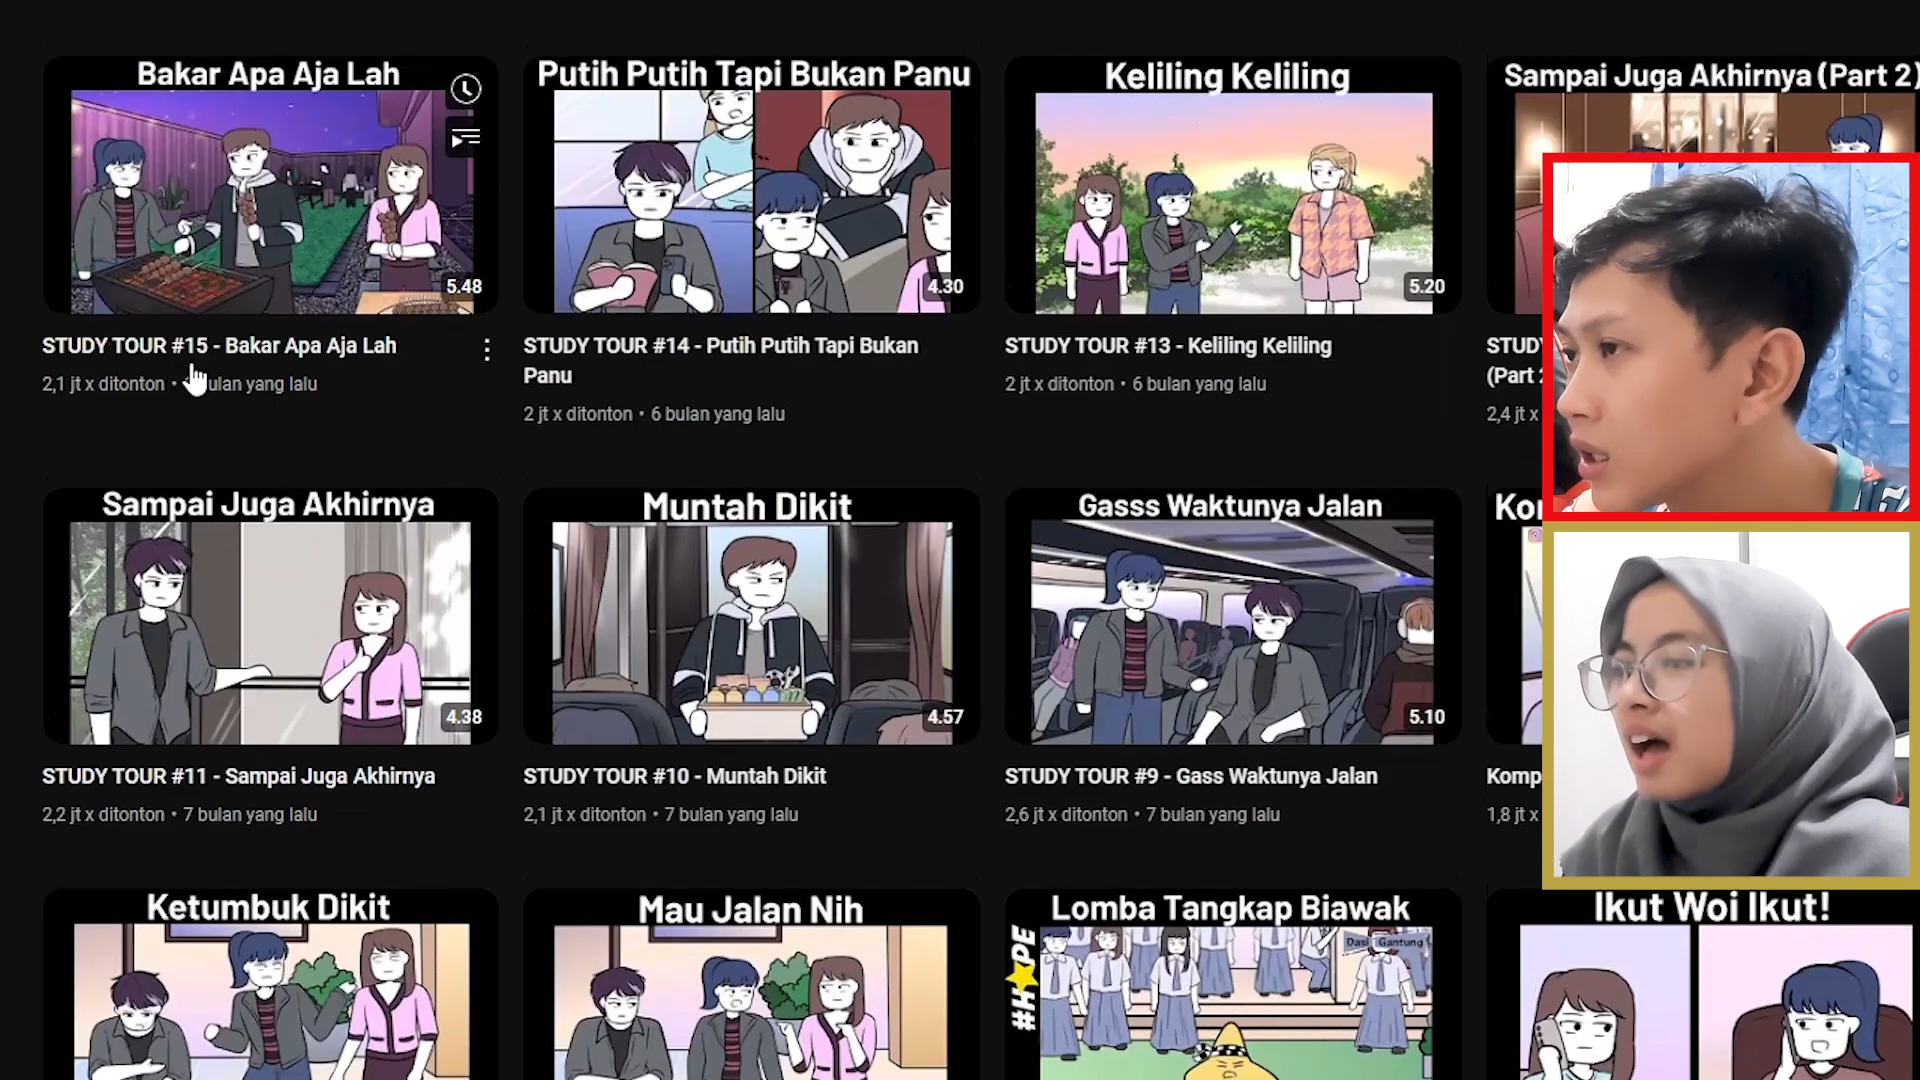 Bakar Apa Aja Lah
Putih Putih Tapi Bukan Panu
Keliling Keliling
Sampai Juga Akhirnya (Part 2)
5.48
4.30
5.20
STUDY TOUR #15 - Bakar Apa Aja Lah
2,1 jt x ditonton • bulan yang lalu
STUDY TOUR #14 - Putih Putih Tapi Bukan
Panu
2 jt x ditonton • 6 bulan yang lalu
STUDY TOUR #13 - Keliling Keliling
2 jt x ditonton • 6 bulan yang lalu
(Part
2,4 jt x
Sampai Juga Akhirnya
Muntah Dikit
Gasss Waktunya Jalan
4.38
4.57
5.10
STUDY TOUR #11 - Sampai Juga Akhirnya
2,2 jt x ditonton • 7 bulan yang lalu
STUDY TOUR #10 - Muntah Dikit
2,1 jt x ditonton • 7 bulan yang lalu
STUDY TOUR #9 - Gass Waktunya Jalan
2,6 jt x ditonton • 7 bulan yang lalu
1,8 jt x
Ketumbuk Dikit
Mau Jalan Nih
Lomba Tangkap Biawak
#H★PE
Dasi Gantung
Ikut Woi Ikut!